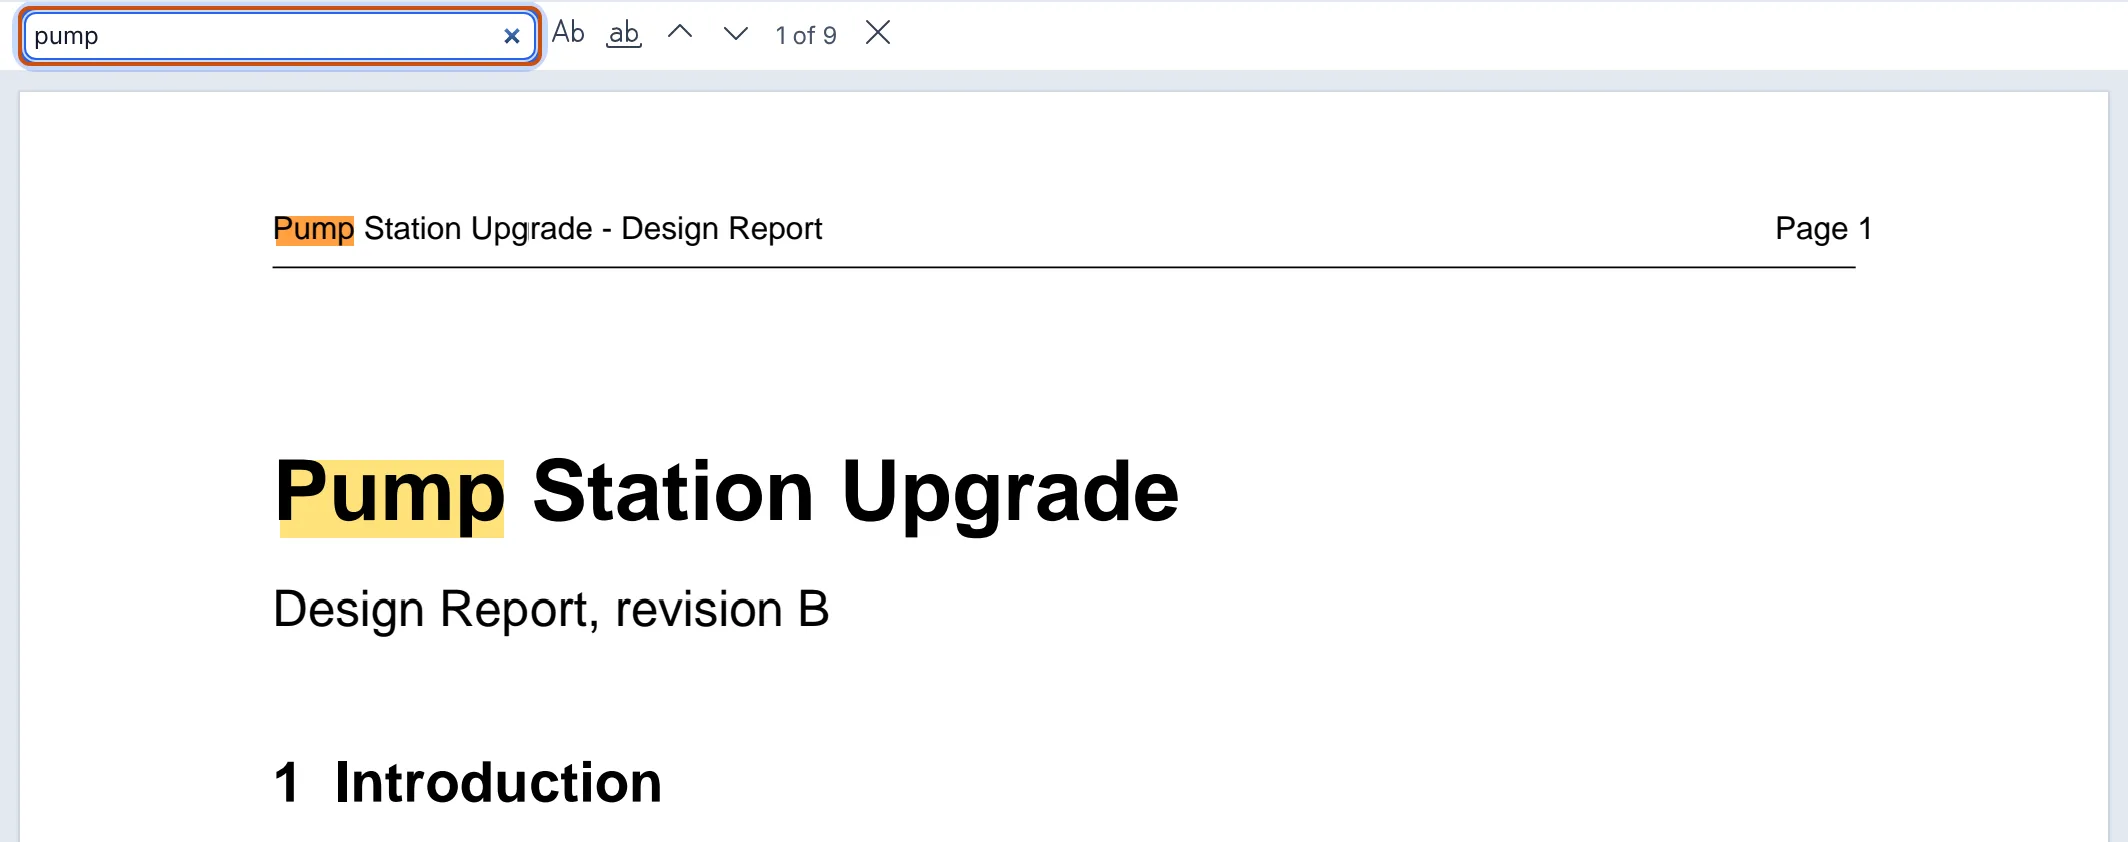 pump Ab ab 1 of 9
Pump Station Upgrade - Design Report Page 1
Pump Station Upgrade
Design Report, revision B
1 Introduction